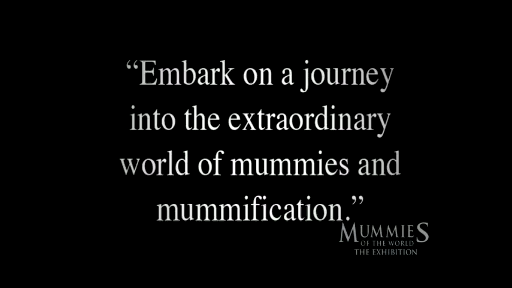 “Embark on a journey
into the extraordinary
world of mummies and
mummification.”
MUMMIES
OF THE WORLD
THE EXHIBITION